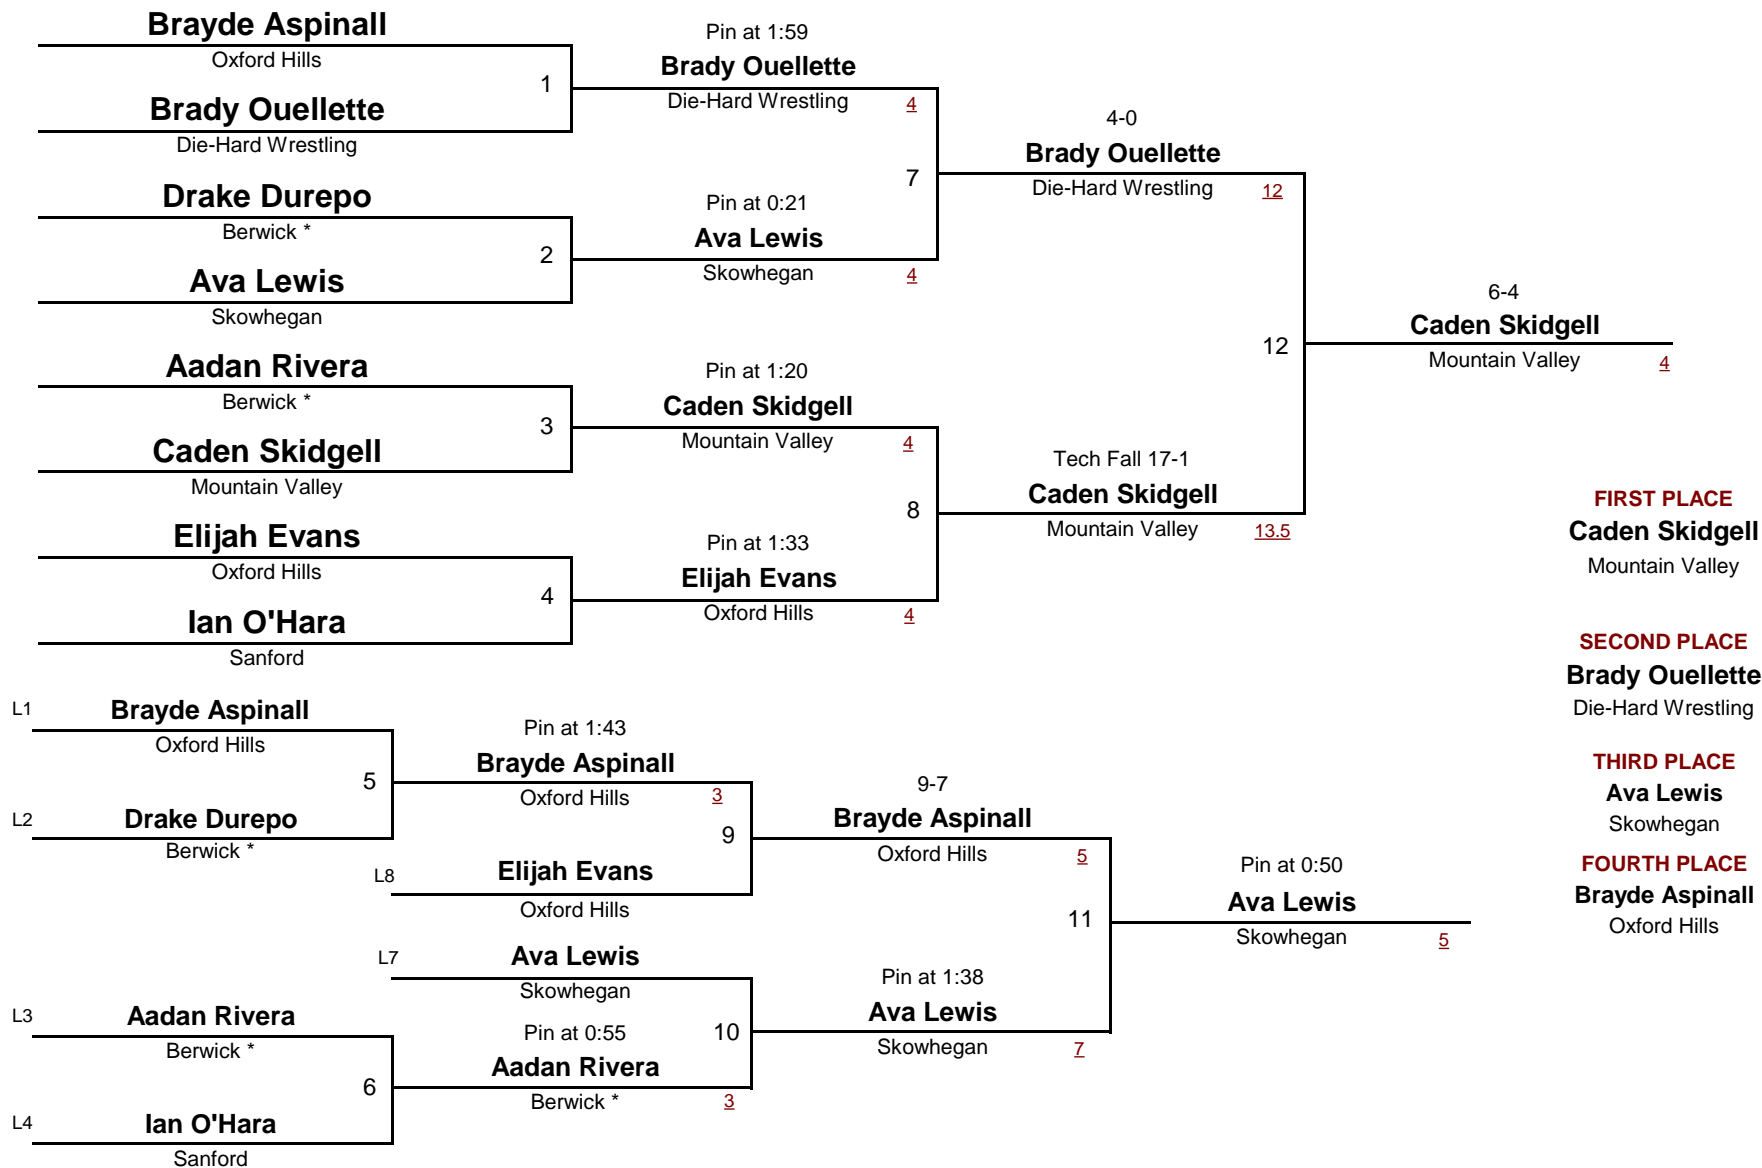 Brayde Aspinall
Oxford Hills
1
Brady Ouellette
Die-Hard Wrestling
Drake Durepo
Berwick *
2
Ava Lewis
Skowhegan
Aadan Rivera
Berwick *
3
Caden Skidgell
Mountain Valley
Elijah Evans
Oxford Hills
4
Ian O'Hara
Sanford
Pin at 1:59
Brady Ouellette
Die-Hard Wrestling 4
7
Pin at 0:21
Ava Lewis
Skowhegan 4
Pin at 1:20
Caden Skidgell
Mountain Valley 4
8
Pin at 1:33
Elijah Evans
Oxford Hills 4
4-0
Brady Ouellette
Die-Hard Wrestling 12
12
Tech Fall 17-1
Caden Skidgell
Mountain Valley 13.5
6-4
Caden Skidgell
Mountain Valley 4
FIRST PLACE
Caden Skidgell
Mountain Valley
SECOND PLACE
Brady Ouellette
Die-Hard Wrestling
THIRD PLACE
Ava Lewis
Skowhegan
FOURTH PLACE
Brayde Aspinall
Oxford Hills
L1 Brayde Aspinall
Oxford Hills
5
L2 Drake Durepo
Berwick *
Pin at 1:43
Brayde Aspinall
Oxford Hills 3
9
L8 Elijah Evans
Oxford Hills
L7 Ava Lewis
Skowhegan
10
L3 Aadan Rivera
Berwick *
6
L4 Ian O'Hara
Sanford
Pin at 0:55
Aadan Rivera
Berwick * 3
9-7
Brayde Aspinall
Oxford Hills 5
11
Pin at 1:38
Ava Lewis
Skowhegan 7
Pin at 0:50
Ava Lewis
Skowhegan 5